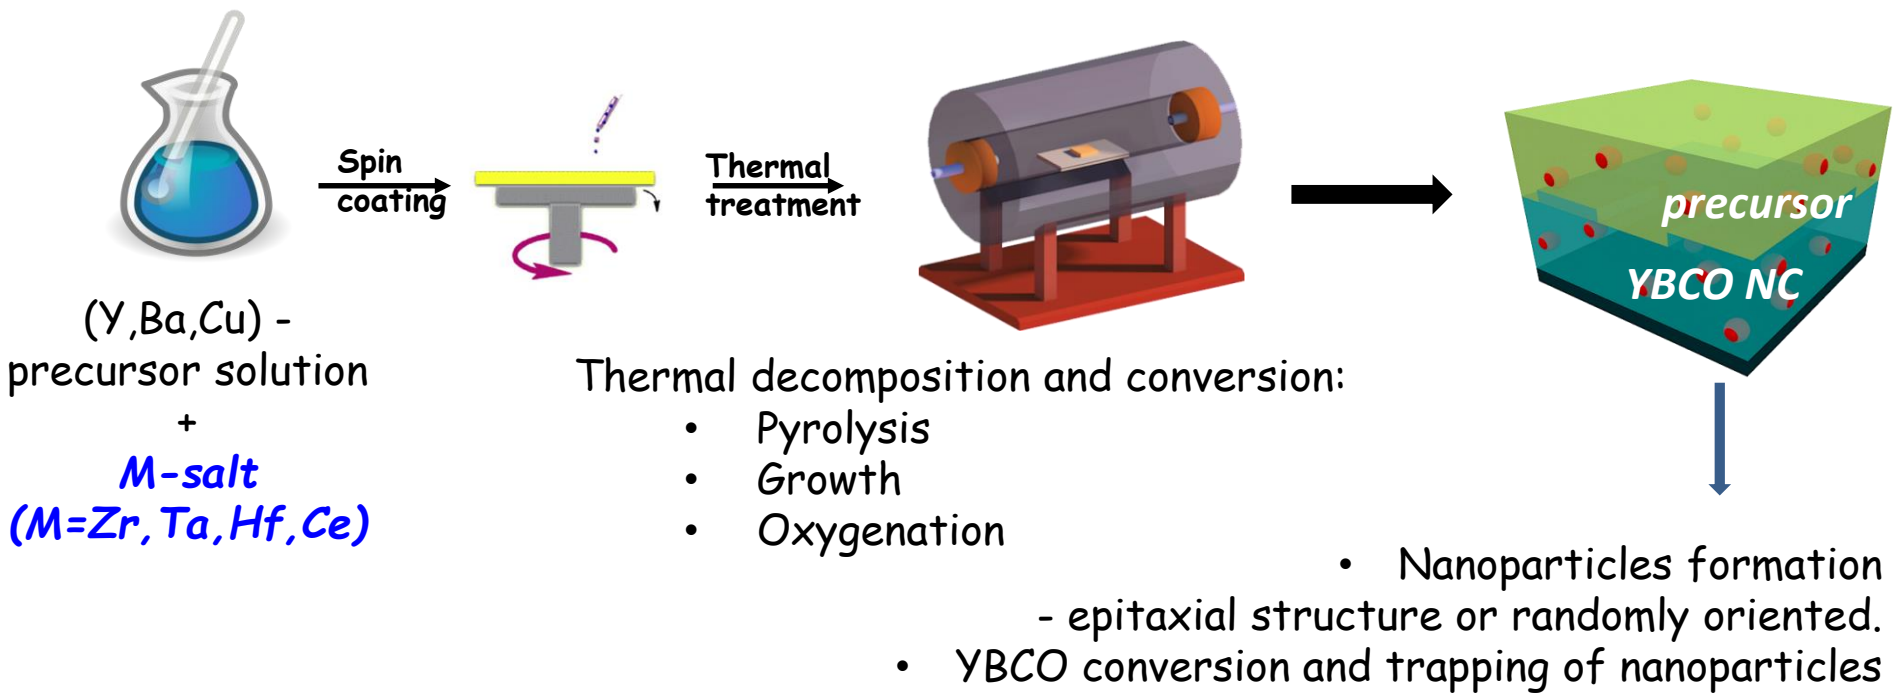 Spin
coating
Thermal
treatment
precursor
YBCO NC
(Y,Ba,Cu) -
precursor solution
+
M-salt
(M=Zr,Ta,Hf,Ce)
Thermal decomposition and conversion:
• Pyrolysis
• Growth
• Oxygenation
• Nanoparticles formation
- epitaxial structure or randomly oriented.
• YBCO conversion and trapping of nanoparticles